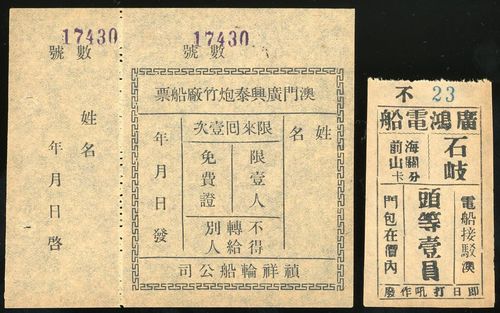 17430
數號
姓名
年月日啓
17430
數號
票船廠竹炮泰興廣門澳
姓名
次壹回來限
限壹人
免費證
不得轉給別人
年月日發
司公船輪祥禎
不 23
船電鴻廣
石岐
海關分
前山卡
頭等壹員
電船接駁澳
門包在價內
廢作吼打日即